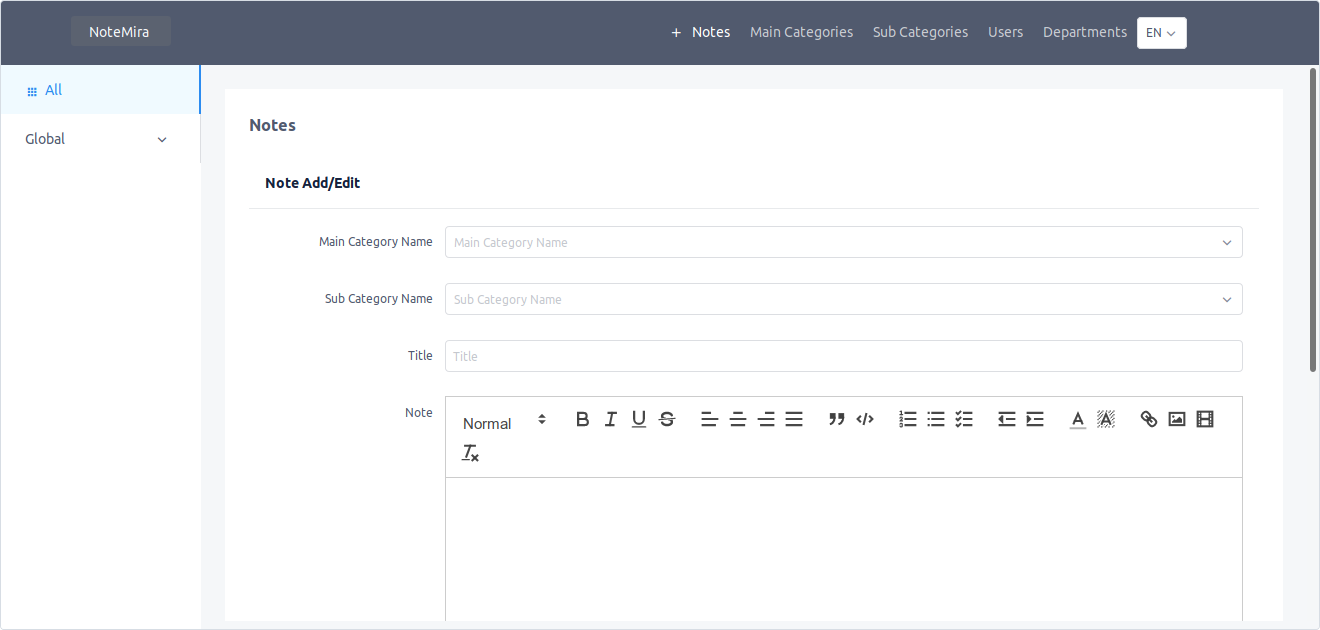 NoteMira
+ Notes Main Categories Sub Categories Users Departments EN
All
Global
Notes
Note Add/Edit
Main Category Name Main Category Name
Sub Category Name Sub Category Name
Title Title
Note Normal